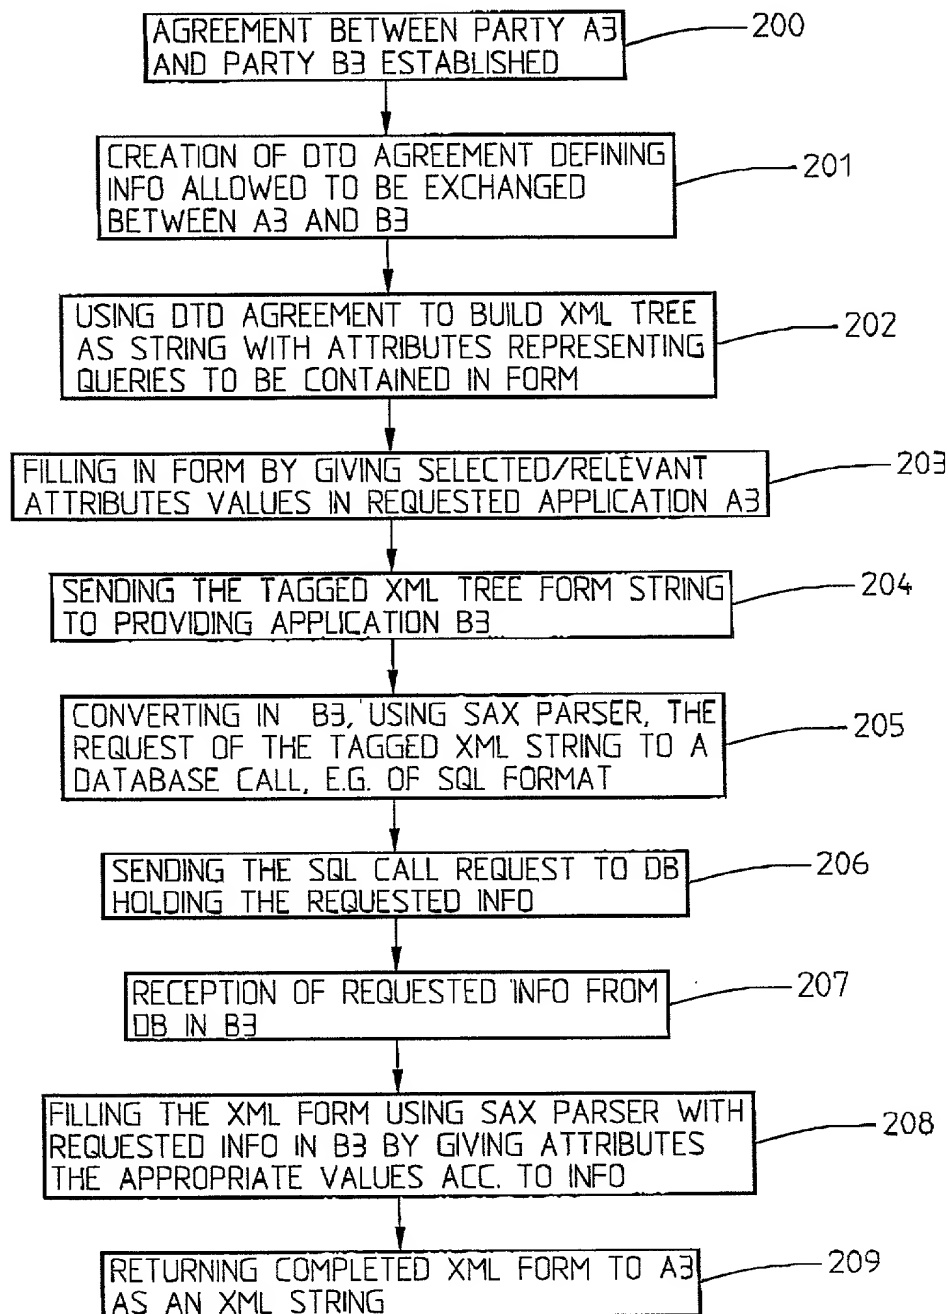 AGREEMENT BETWEEN PARTY A3
AND PARTY B3 ESTABLISHED
200
CREATION OF DTD AGREEMENT DEFINING
INFO ALLOWED TO BE EXCHANGED
BETWEEN A3 AND B3
201
USING DTD AGREEMENT TO BUILD XML TREE
AS STRING WITH ATTRIBUTES REPRESENTING
QUERIES TO BE CONTAINED IN FORM
202
FILLING IN FORM BY GIVING SELECTED/RELEVANT
ATTRIBUTES VALUES IN REQUESTED APPLICATION A3
203
SENDING THE TAGGED XML TREE FORM STRING
TO PROVIDING APPLICATION B3
204
CONVERTING IN B3, USING SAX PARSER, THE
REQUEST OF THE TAGGED XML STRING TO A
DATABASE CALL, E.G. OF SQL FORMAT
205
SENDING THE SQL CALL REQUEST TO DB
HOLDING THE REQUESTED INFO
206
RECEPTION OF REQUESTED INFO FROM
DB IN B3
207
FILLING THE XML FORM USING SAX PARSER WITH
REQUESTED INFO IN B3 BY GIVING ATTRIBUTES
THE APPROPRIATE VALUES ACC. TO INFO
208
RETURNING COMPLETED XML FORM TO A3
AS AN XML STRING
209